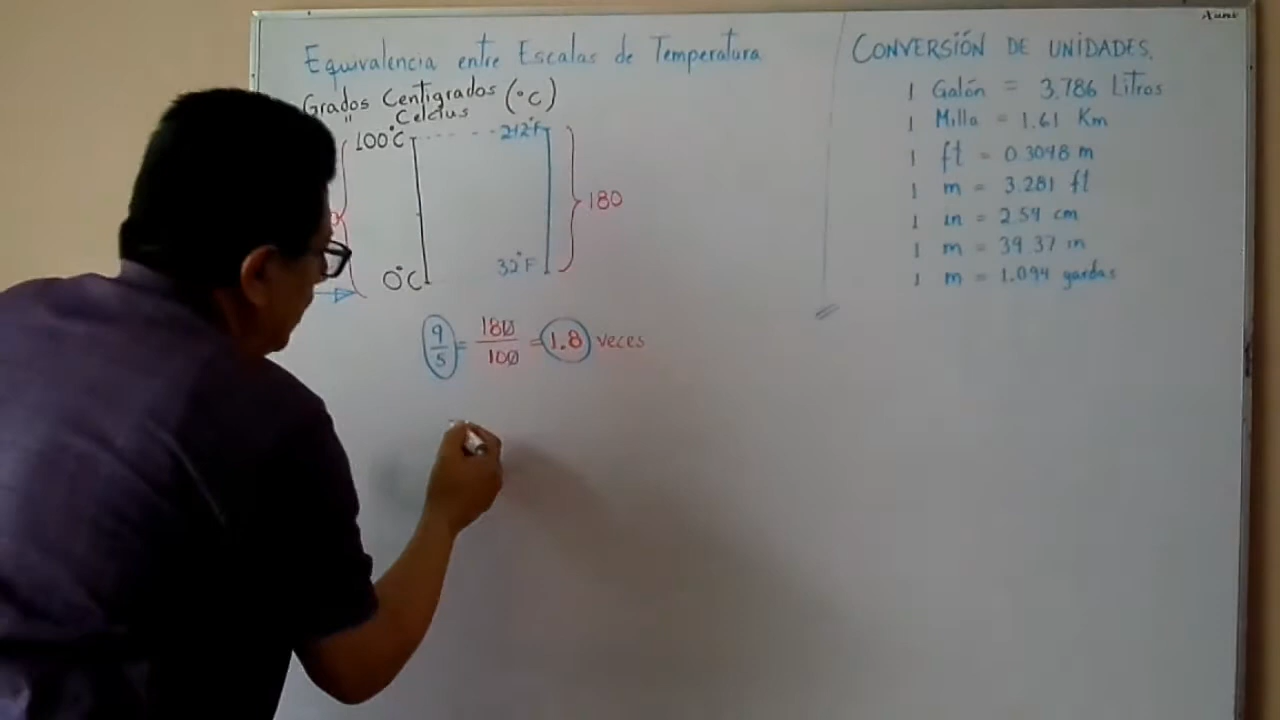 Equivalencia entre Escalas de Temperatura
Grados Centigrados (°C)
" Celcius
100°C
212°F
180
0°C
32°F
9/5 = 180/100 = 1.8 veces
CONVERSIÓN DE UNIDADES.
1 Galón = 3.786 Litros
1 Milla = 1.61 Km
1 ft = 0.3048 m
1 m = 3.281 ft
1 in = 2.54 cm
1 m = 39.37 in
1 m = 1.094 yardas